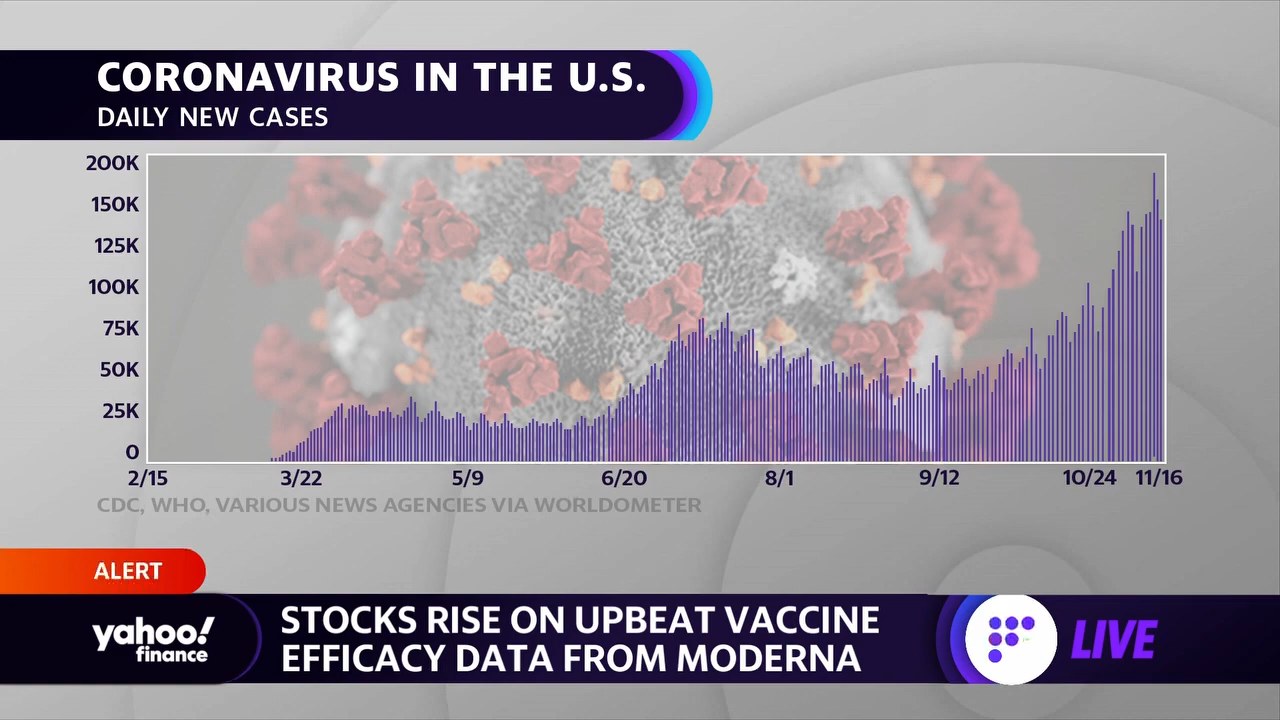 CORONAVIRUS IN THE U.S.
DAILY NEW CASES
200K
150K
125K
100K
75K
50K
25K
0
2/15 3/22 5/9 6/20 8/1 9/12 10/24 11/16
CDC, WHO, VARIOUS NEWS AGENCIES VIA WORLDOMETER
ALERT
yahoo!
finance
STOCKS RISE ON UPBEAT VACCINE
EFFICACY DATA FROM MODERNA
LIVE